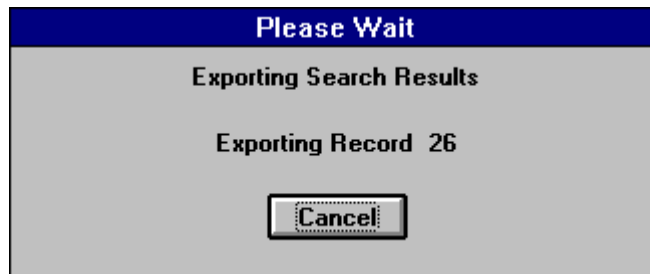 Please Wait
Exporting Search Results
Exporting Record 26
Cancel